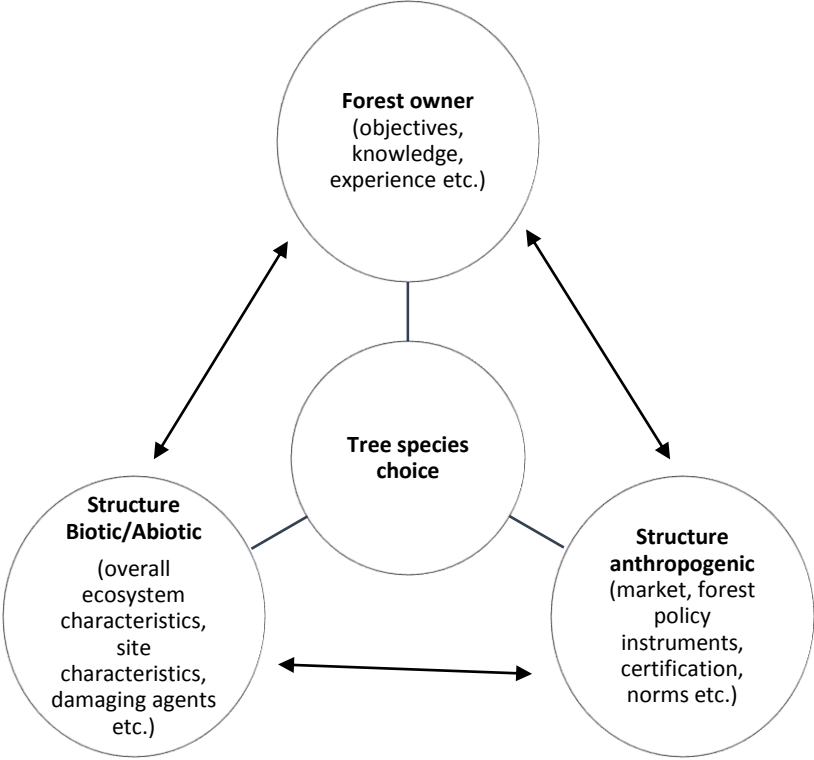 Forest owner
(objectives,
knowledge,
experience etc.)
Tree species
choice
Structure
Biotic/Abiotic
(overall
ecosystem
characteristics,
site
characteristics,
damaging agents
etc.)
Structure
anthropogenic
(market, forest
policy
instruments,
certification,
norms etc.)